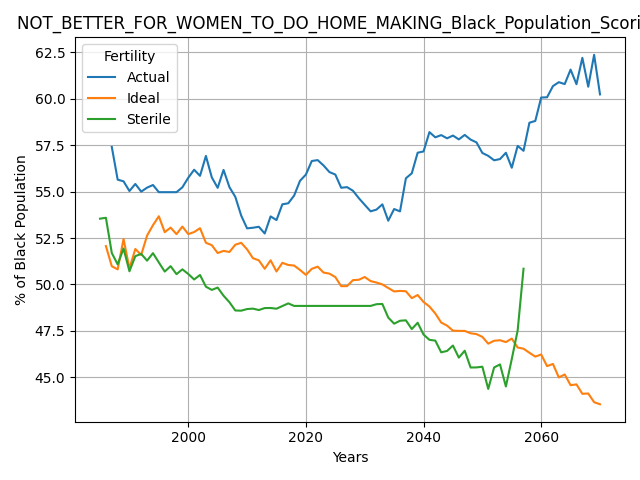 NOT_BETTER_FOR_WOMEN_TO_DO_HOME_MAKING_Black_Population_Scori
Fertility
Actual
Ideal
Sterile
% of Black Population
62.5
60.0
57.5
55.0
52.5
50.0
47.5
45.0
2000
2020
2040
2060
Years